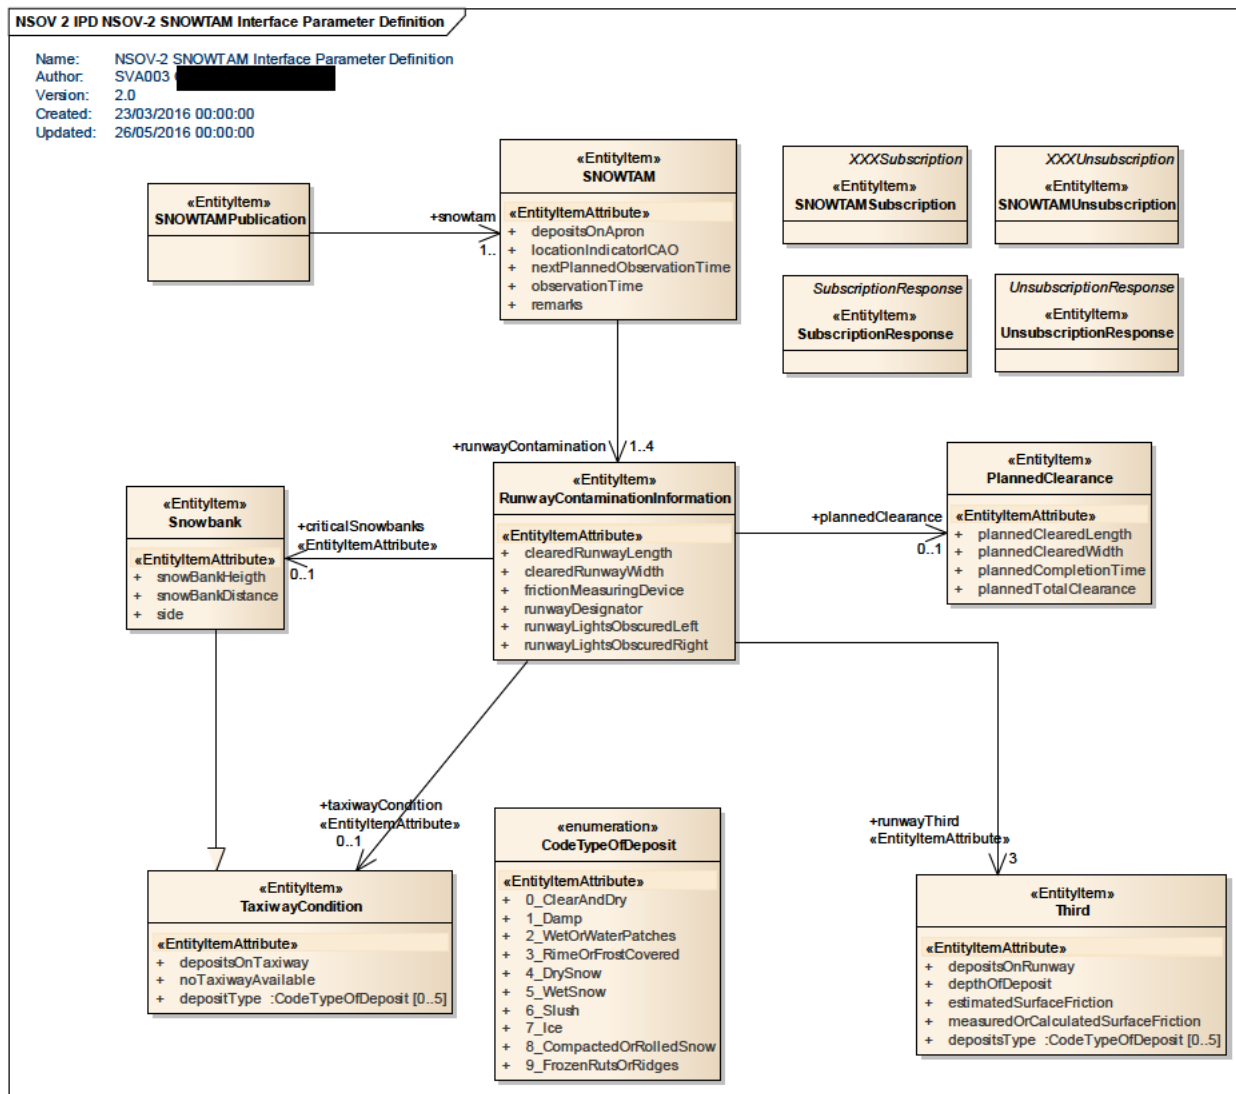 NSOV 2 IPD NSOV-2 SNOWTAM Interface Parameter Definition
Name: NSOV-2 SNOWTAM Interface Parameter Definition
Author: SVA003
Version: 2.0
Created: 23/03/2016 00:00:00
Updated: 26/05/2016 00:00:00
«EntityItem»
SNOWTAMPublication
+snowtam
1..
«EntityItem»
SNOWTAM
«EntityItemAttribute»
+ depositsOnApron
+ locationIndicatorICAO
+ nextPlannedObservationTime
+ observationTime
+ remarks
XXXSubscription
«EntityItem»
SNOWTAMSubscription
XXXUnsubscription
«EntityItem»
SNOWTAMUnsubscription
SubscriptionResponse
«EntityItem»
SubscriptionResponse
UnsubscriptionResponse
«EntityItem»
UnsubscriptionResponse
+runwayContamination
1..4
«EntityItem»
Snowbank
«EntityItemAttribute»
+ snowBankHeigth
+ snowBankDistance
+ side
+criticalSnowbanks
«EntityItemAttribute»
0..1
«EntityItem»
RunwayContaminationInformation
«EntityItemAttribute»
+ clearedRunwayLength
+ clearedRunwayWidth
+ frictionMeasuringDevice
+ runwayDesignator
+ runwayLightsObscuredLeft
+ runwayLightsObscuredRight
+plannedClearance
0..1
«EntityItem»
PlannedClearance
«EntityItemAttribute»
+ plannedClearedLength
+ plannedClearedWidth
+ plannedCompletionTime
+ plannedTotalClearance
+taxiwayCondition
«EntityItemAttribute»
0..1
«EntityItem»
TaxiwayCondition
«EntityItemAttribute»
+ depositsOnTaxiway
+ noTaxiwayAvailable
+ depositType :CodeTypeOfDeposit [0..5]
«enumeration»
CodeTypeOfDeposit
«EntityItemAttribute»
+ 0_ClearAndDry
+ 1_Damp
+ 2_WetOrWaterPatches
+ 3_RimeOrFrostCovered
+ 4_DrySnow
+ 5_WetSnow
+ 6_Slush
+ 7_Ice
+ 8_CompactedOrRolledSnow
+ 9_FrozenRutsOrRidges
+runwayThird
«EntityItemAttribute»
3
«EntityItem»
Third
«EntityItemAttribute»
+ depositsOnRunway
+ depthOfDeposit
+ estimatedSurfaceFriction
+ measuredOrCalculatedSurfaceFriction
+ depositsType :CodeTypeOfDeposit [0..5]